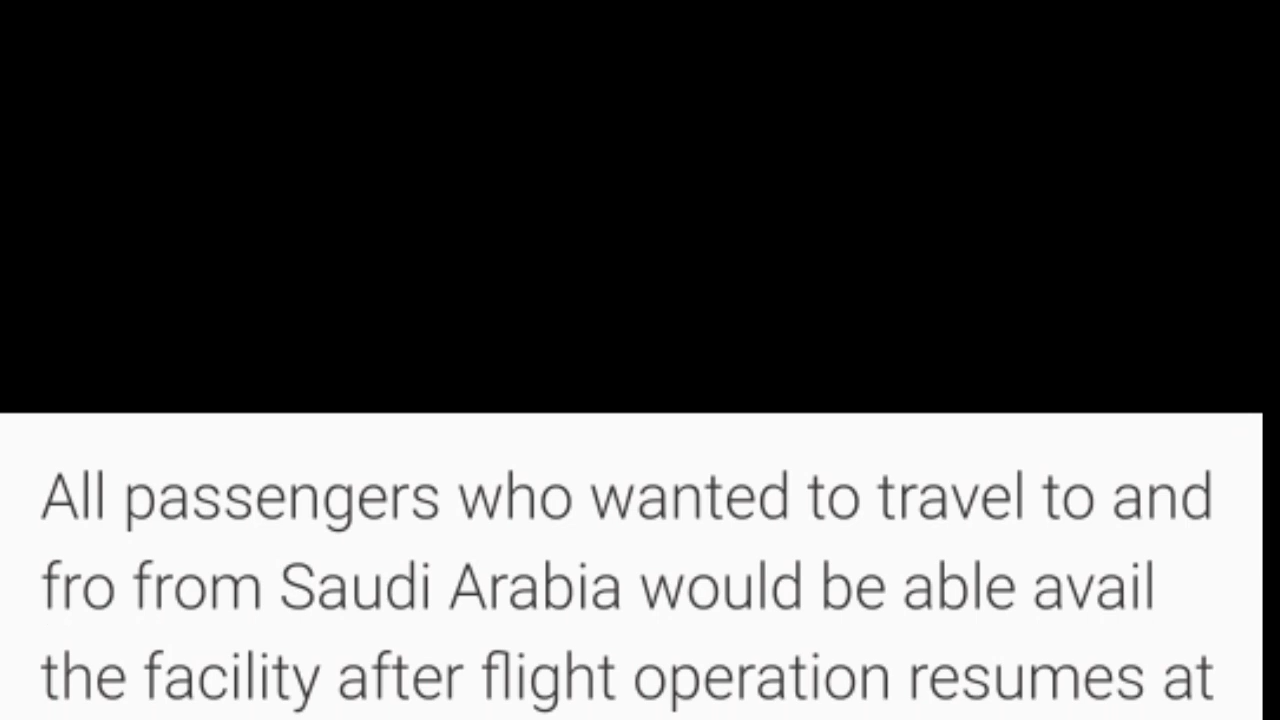 All passengers who wanted to travel to and
fro from Saudi Arabia would be able avail
the facility after flight operation resumes at